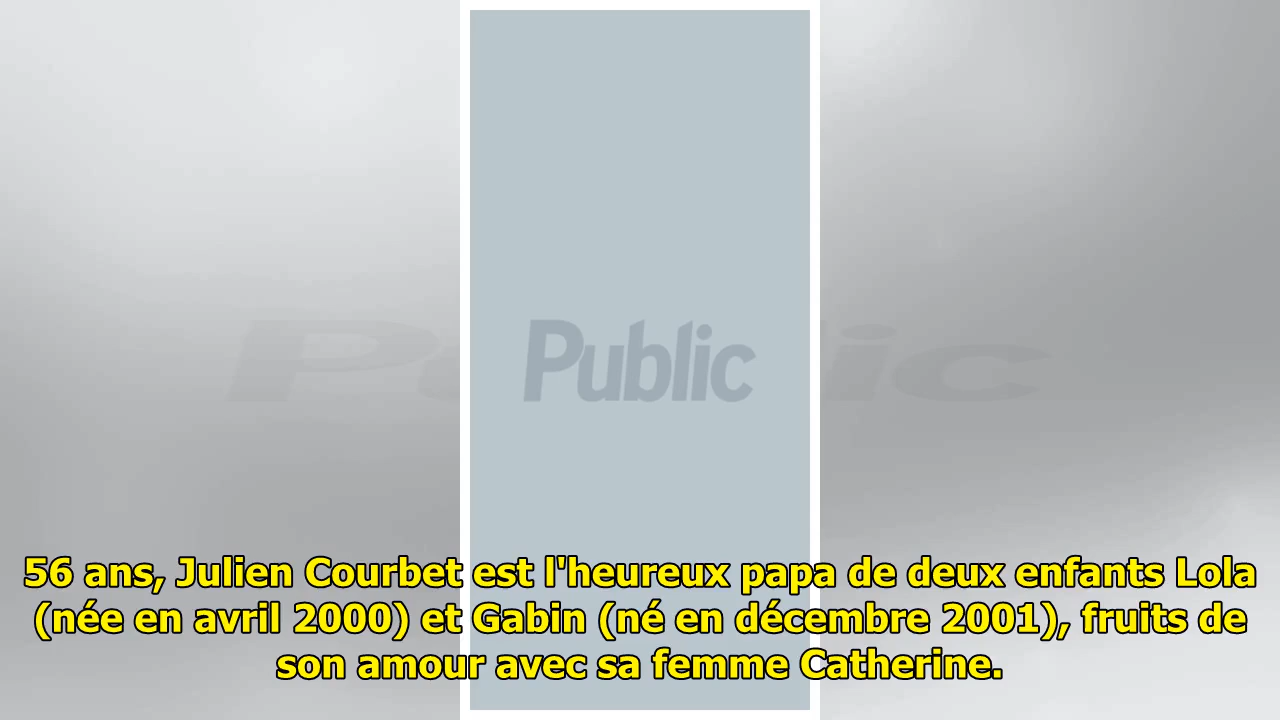 Public
56 ans, Julien Courbet est l'heureux papa de deux enfants Lola
(née en avril 2000) et Gabin (né en décembre 2001), fruits de
son amour avec sa femme Catherine.